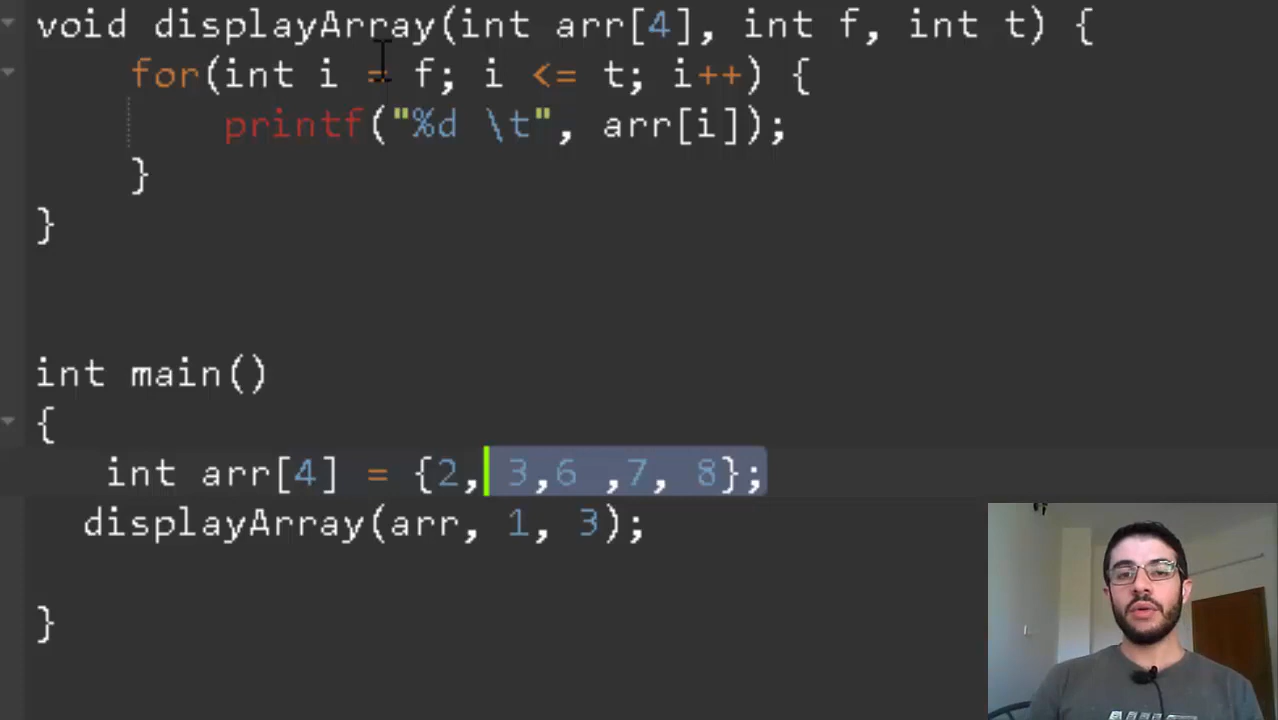 void displayArray(int arr[4], int f, int t) {
for(int i = f; i <= t; i++) {
printf("%d \t", arr[i]);
}
}
int main()
{
int arr[4] = {2, 3,6 ,7, 8};
displayArray(arr, 1, 3);
}